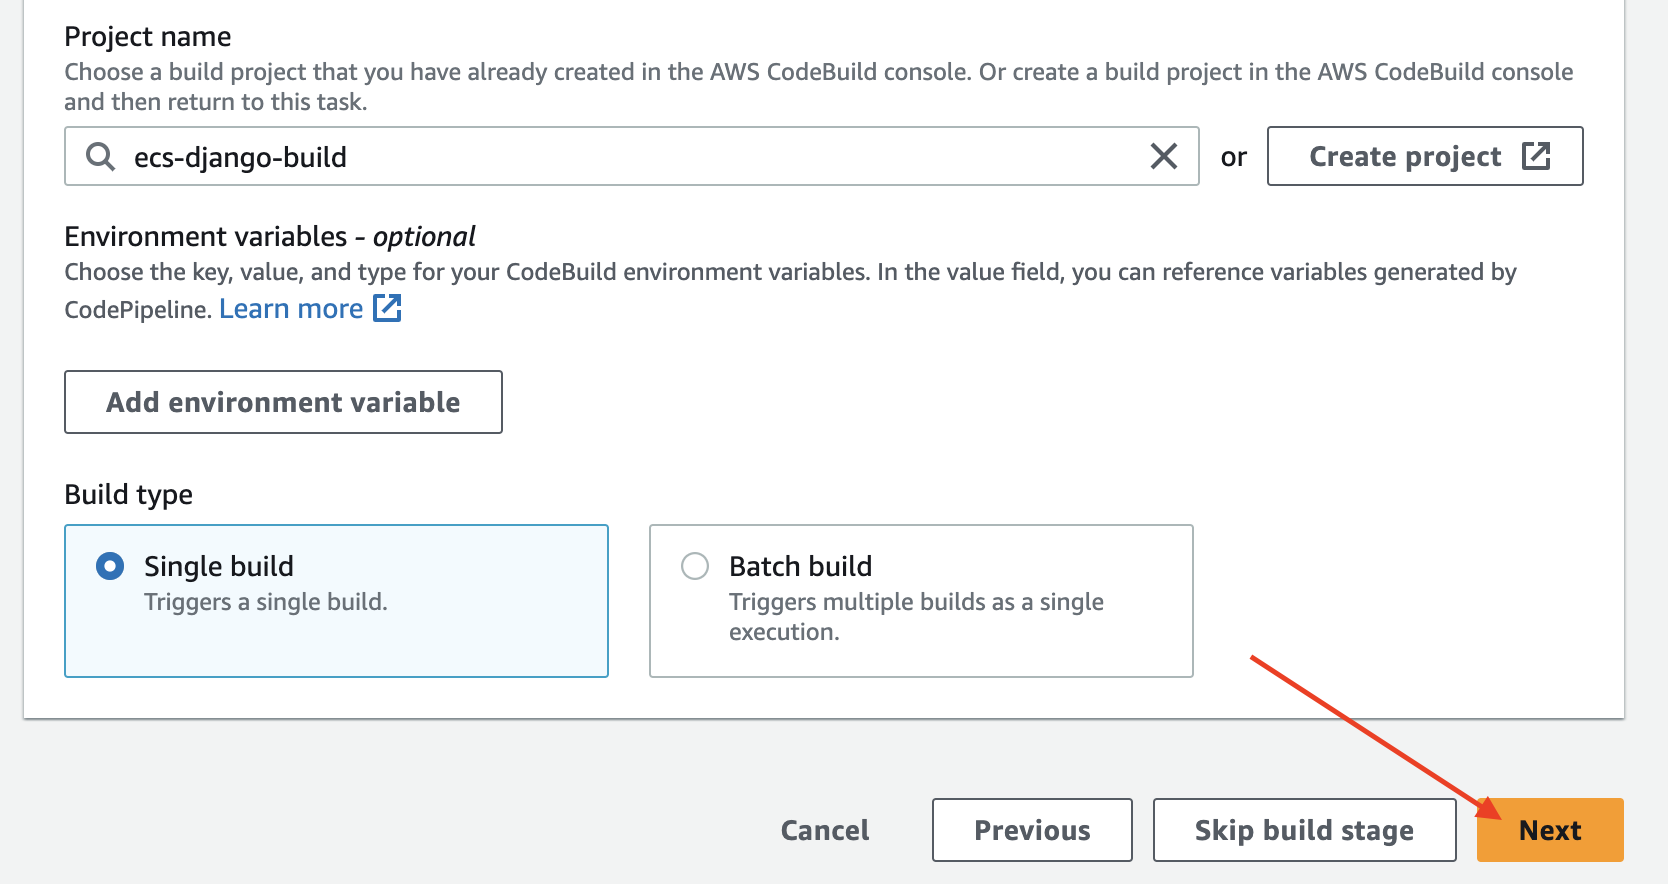 Project name
Choose a build project that you have already created in the AWS CodeBuild console. Or create a build project in the AWS CodeBuild console
and then return to this task.
ecs-django-build
or
Create project
Environment variables - optional
Choose the key, value, and type for your CodeBuild environment variables. In the value field, you can reference variables generated by
CodePipeline. Learn more
Add environment variable
Build type
Single build
Triggers a single build.
Batch build
Triggers multiple builds as a single
execution.
Cancel
Previous
Skip build stage
Next